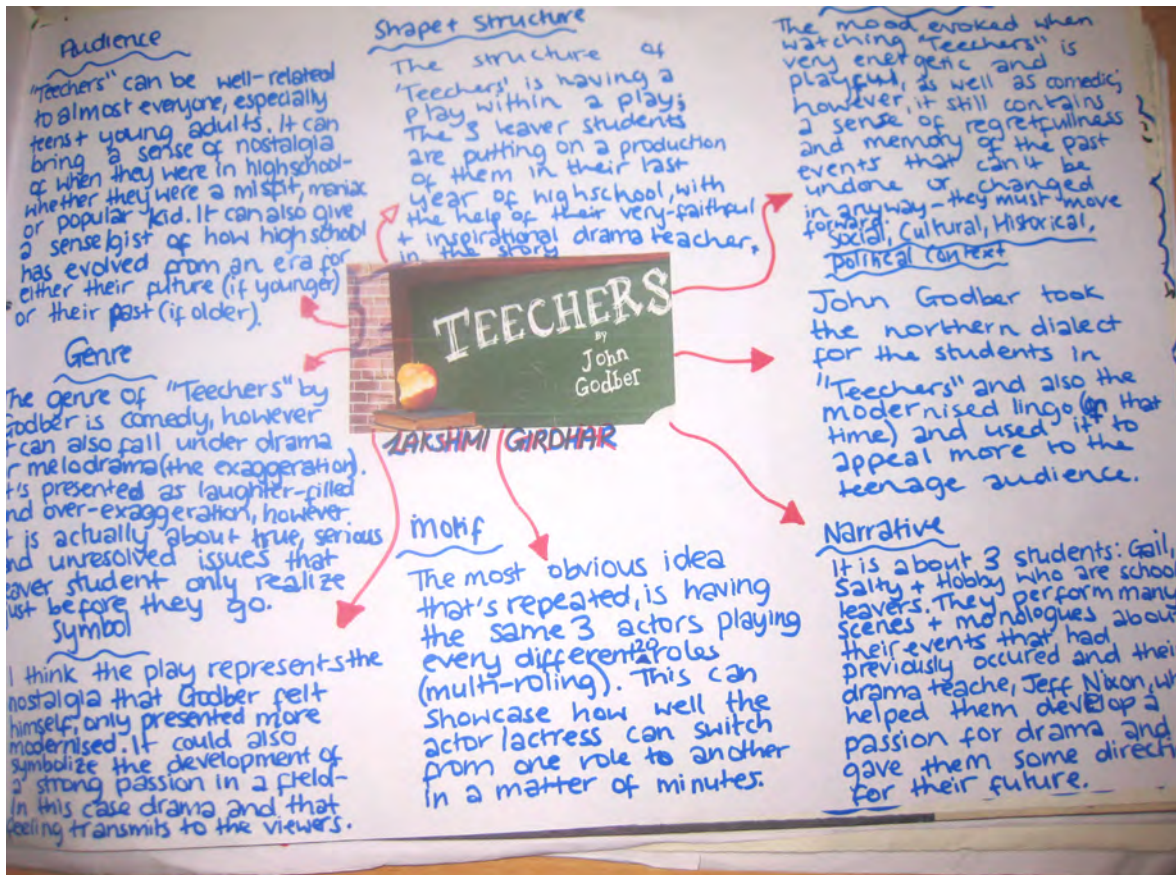 Audience
"Teechers" can be well-related
to almost everyone, especially
teens + young adults. It can
bring a sense of nostalgia
of when they were in highschool-
whether they were a misfit, maniac
or popular kid. It can also give
a sense/gist of how high school
has evolved from an era for
either their future (if younger)
or their past (if older).
Genre
The genre of "Teechers" by
Godber is comedy, however
it can also fall under drama
or melodrama (the exaggeration).
It's presented as laughter-filled
and over-exaggeration, however
it is actually about true, serious
and unresolved issues that
leaver student only realize
just before they go.
Symbol
I think the play represents the
nostalgia that Godber felt
himself, only presented more
modernised. It could also
symbolize the development of
a strong passion in a field-
in this case drama and that
feeling transmits to the viewers.
Shape + Structure
The structure of
'Teechers' is having a
play within a play;
The 3 leaver students
are putting on a production
of them in their last
year of highschool, with
the help of their very-faithful
+ inspirational drama teacher,
in the story
TEECHERS
BY
John
Godber
LAKSHMI GIRDHAR
motif
The most obvious idea
that's repeated, is having
the same 3 actors playing
every different 20 roles
(multi-roling). This can
showcase how well the
actor/actress can switch
from one role to another
in a matter of minutes.
The mood evoked when
watching "Teechers" is
very energetic and
playful, as well as comedic;
however, it still contains
a sense of regretfullness
and memory of the past
events that can't be
undone or changed
in anyway - they must move
forward.
Social, Cultural, Historical,
Political Context
John Godber took
the northern dialect
for the students in
"Teechers" and also the
modernised lingo (on that
time) and used it to
appeal more to the
teenage audience.
Narrative
It is about 3 students: Gail,
Salty + Hobby who are school
leavers. They perform many
scenes + monologues about
their events that had
previously occured and their
drama teache, Jeff Nixon, wh
helped them develop a
passion for drama and
gave them some direct
for their future.